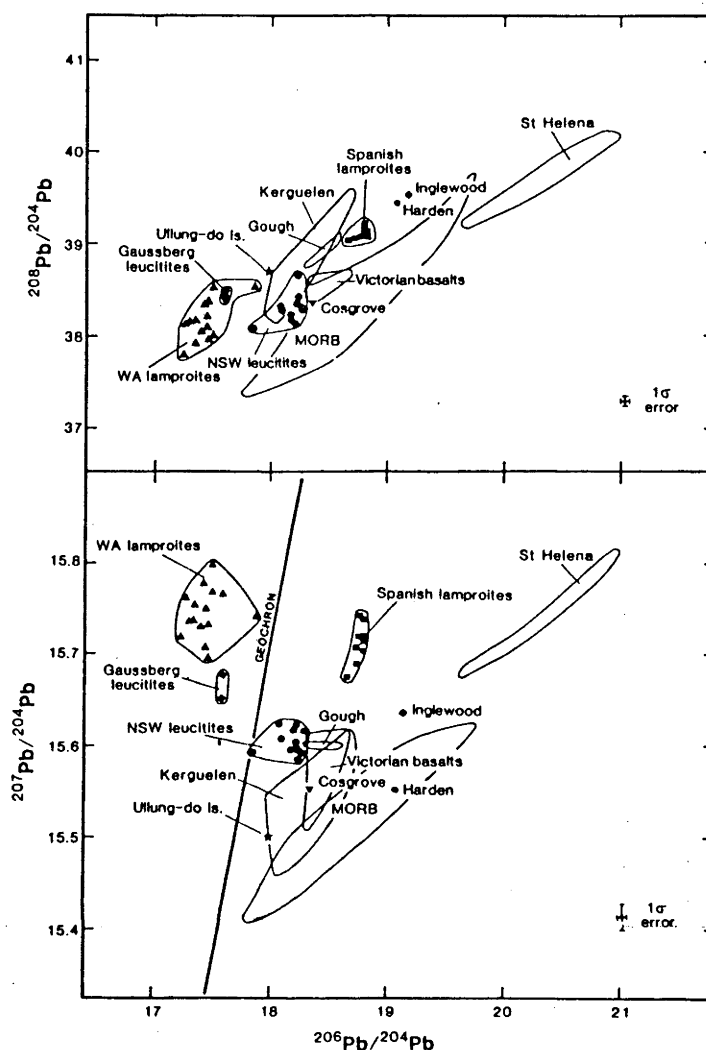 41
40
39
38
37
208Pb/204Pb
St Helena
Spanish
lamproites
Kerguelen
Inglewood
Harden
Gough
Ullung-do Is.
Gaussberg
leucitites
Victorian basalts
Cosgrove
MORB
NSW leucitites
WA lamproites
1σ
error
15.8
15.7
15.6
15.5
15.4
207Pb/204Pb
WA lamproites
St Helena
GEOCHRON
Spanish lamproites
Gaussberg
leucitites
Gough
Inglewood
NSW leucitites
Victorian basalts
Kerguelen
Cosgrove
Harden
Ullung-do Is.
MORB
1σ
error.
17
18
19
20
21
206Pb/204Pb